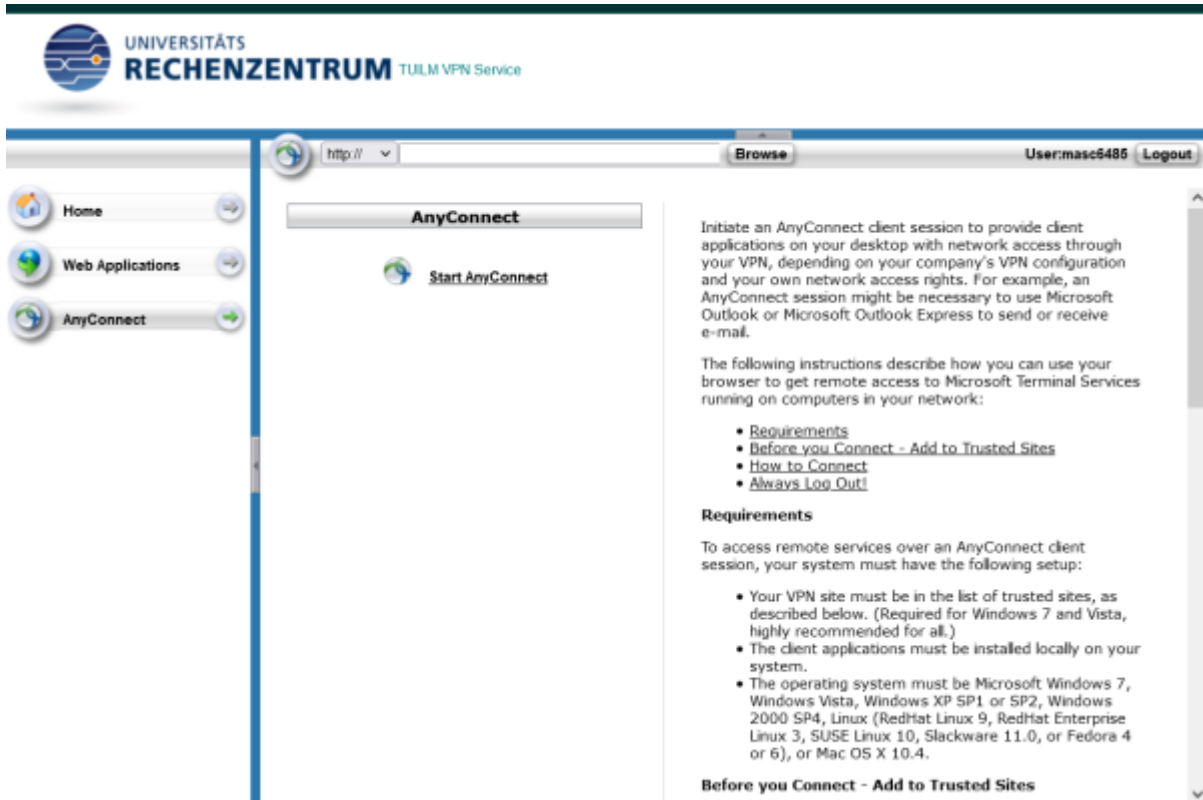 UNIVERSITÄTS
RECHENZENTRUM TUILM VPN Service
http://
Browse
User:masc6485
Logout
Home
Web Applications
AnyConnect
AnyConnect
Start AnyConnect
Initiate an AnyConnect client session to provide client
applications on your desktop with network access through
your VPN, depending on your company's VPN configuration
and your own network access rights. For example, an
AnyConnect session might be necessary to use Microsoft
Outlook or Microsoft Outlook Express to send or receive
e-mail.
The following instructions describe how you can use your
browser to get remote access to Microsoft Terminal Services
running on computers in your network:
• Requirements
• Before you Connect - Add to Trusted Sites
• How to Connect
• Always Log Out!
Requirements
To access remote services over an AnyConnect client
session, your system must have the following setup:
• Your VPN site must be in the list of trusted sites, as
described below. (Required for Windows 7 and Vista,
highly recommended for all.)
• The client applications must be installed locally on your
system.
• The operating system must be Microsoft Windows 7,
Windows Vista, Windows XP SP1 or SP2, Windows
2000 SP4, Linux (RedHat Linux 9, RedHat Enterprise
Linux 3, SUSE Linux 10, Slackware 11.0, or Fedora 4
or 6), or Mac OS X 10.4.
Before you Connect - Add to Trusted Sites